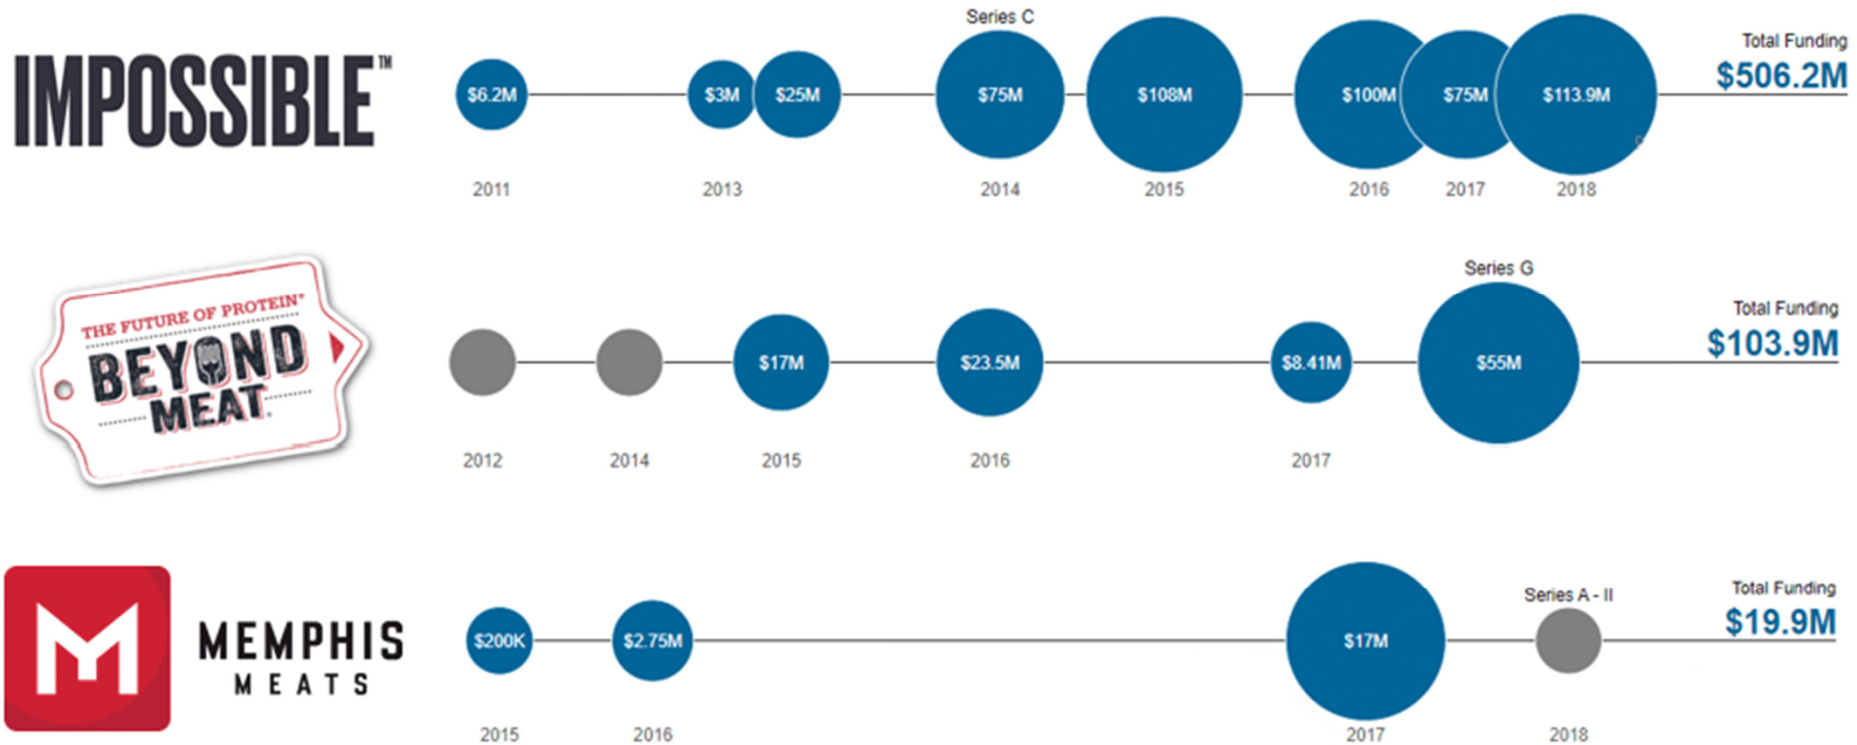 Series C
Total Funding
IMPOSSIBLE™
$6.2M $3M $25M $75M $108M $100M $75M $113.9M $506.2M
2011 2013 2014 2015 2016 2017 2018
Series G
THE FUTURE OF PROTEIN™
Total Funding
BEYOND
MEAT®
$17M $23.5M $8.41M $55M $103.9M
2012 2014 2015 2016 2017
Series A - II
Total Funding
M
MEMPHIS
MEATS
$200K $2.75M $17M $19.9M
2015 2016 2017 2018